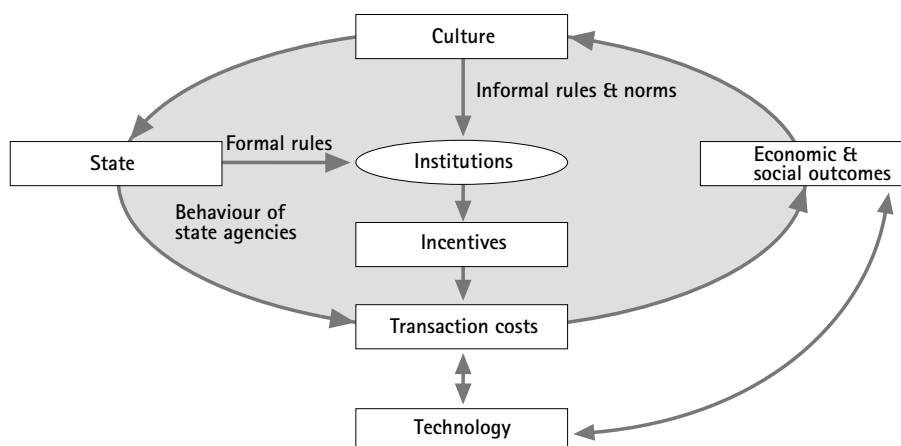 Culture
Informal rules & norms
Formal rules
State
Institutions
Economic &
social outcomes
Behaviour of
state agencies
Incentives
Transaction costs
Technology